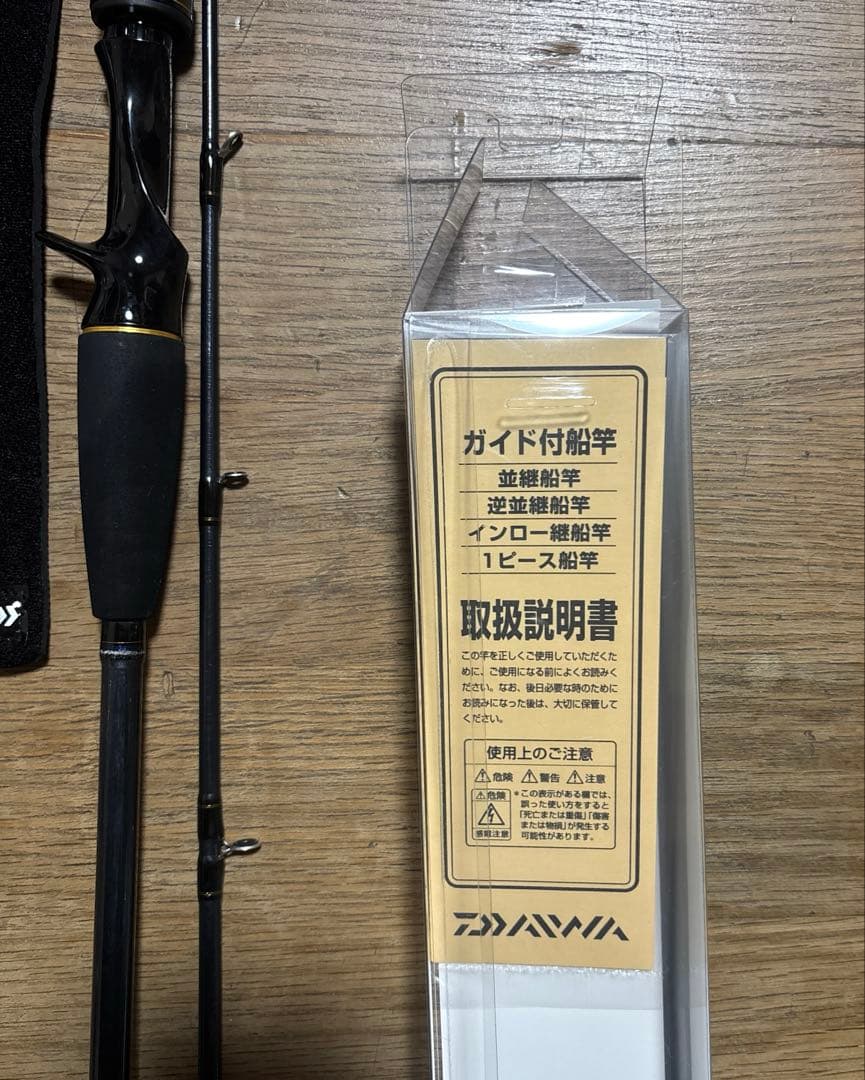 ガイド付船竿
並継船竿
逆並継船竿
インロー継船竿
1ピース船竿
取扱説明書
この竿を正しくご使用していただくた
めに、ご使用になる前によくお読みく
ださい。なお、後日必要な時のために
お読みになった後は、大切に保管して
ください。
使用上のご注意
危険 警告 注意
危険
感電注意
*この表示がある欄では、
誤った使い方をすると
「死亡または重傷」「傷害
または物損」が発生する
可能性があります。
DAIWA